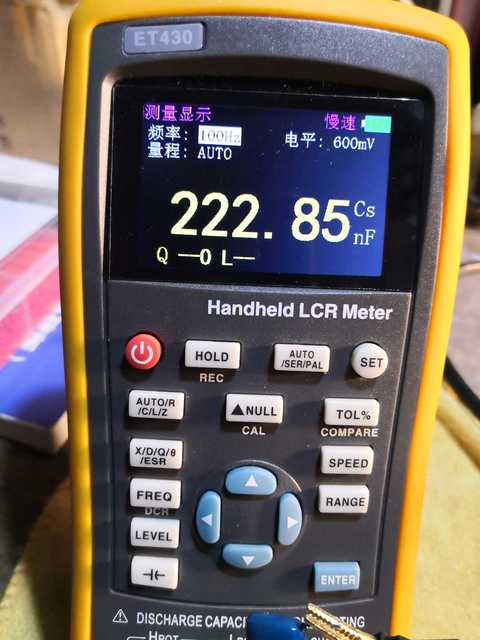 ET430
测量显示 慢速
频率: 100Hz 电平: 600mV
量程: AUTO
222.85 Cs nF
Q —O L—
Handheld LCR Meter
HOLD AUTO /SER/PAL SET
REC
AUTO/R /C/L/Z ▲NULL TOL%
CAL COMPARE
X/D/Q/θ /ESR SPEED
FREQ RANGE
DCR
LEVEL
ENTER
⚠ DISCHARGE
HPOT